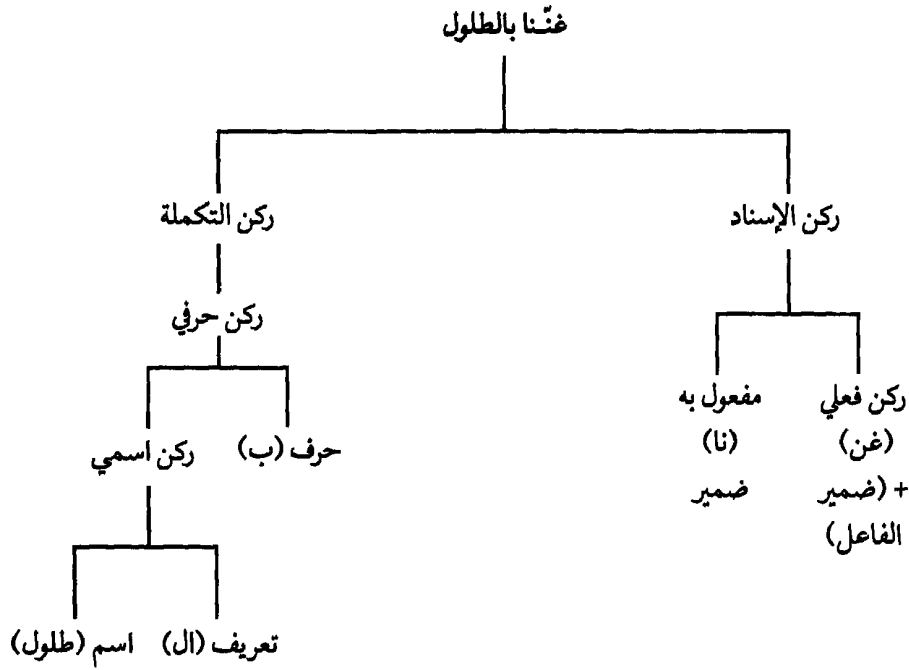 غنّنا بالطلول
ركن الإسناد
ركن التكملة
ركن حرفي
ركن فعلي
(غن)
+ (ضمير
الفاعل)
مفعول به
(نا)
ضمير
حرف (ب)
ركن اسمي
تعريف (ال)
اسم (طلول)